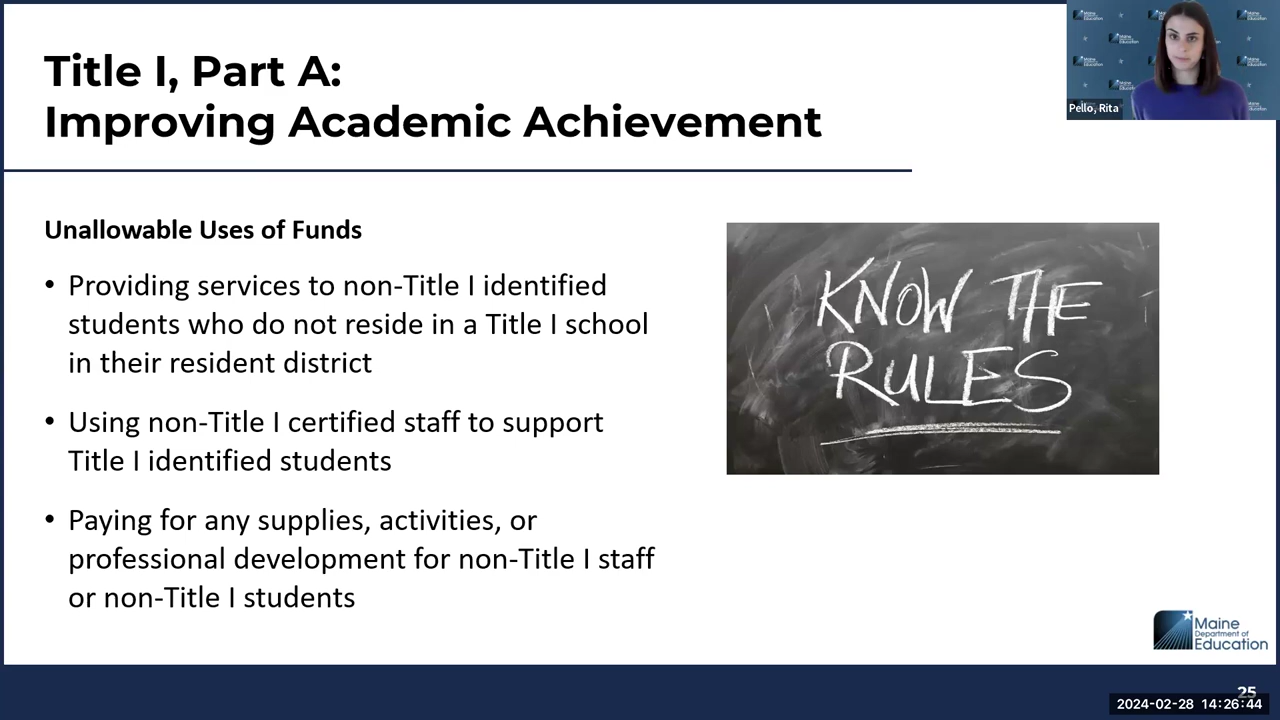 Title I, Part A:
Improving Academic Achievement
Pello, Rita
Unallowable Uses of Funds
• Providing services to non-Title I identified
students who do not reside in a Title I school
in their resident district
• Using non-Title I certified staff to support
Title I identified students
• Paying for any supplies, activities, or
professional development for non-Title I staff
or non-Title I students
KNOW THE
RULES
Maine
Department of
Education
25
2024-02-28 14:26:44